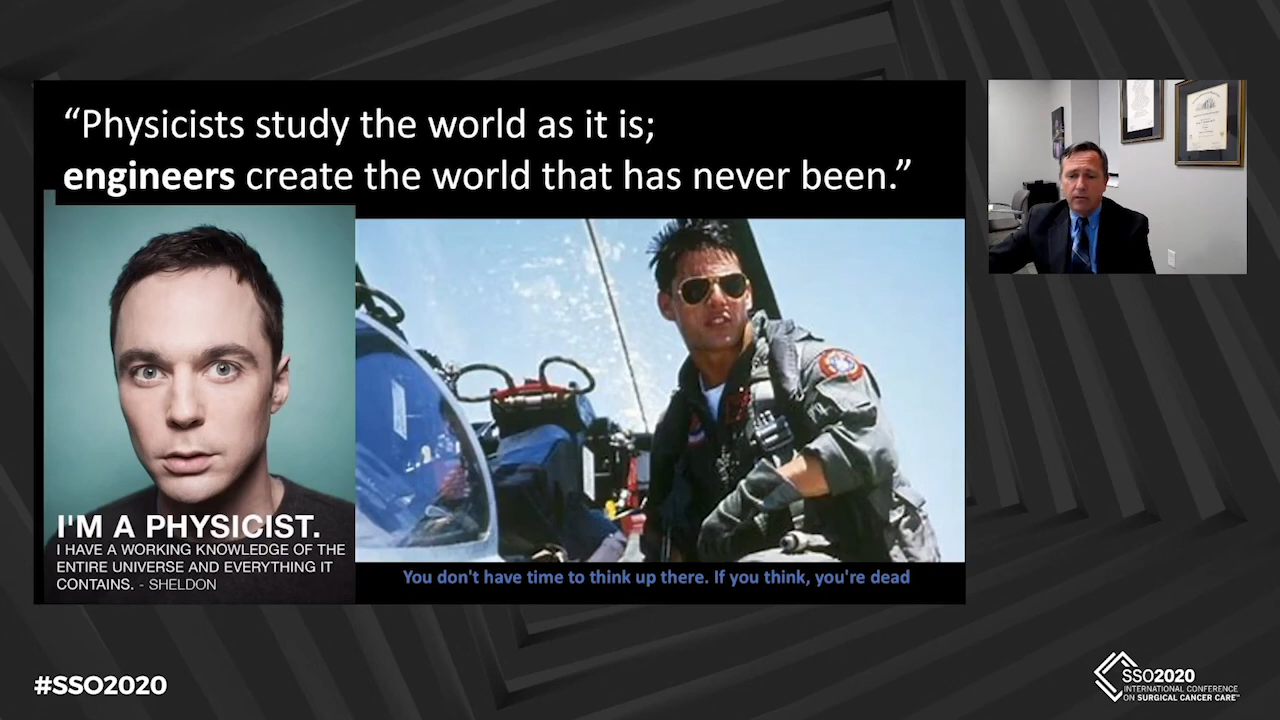 “Physicists study the world as it is;
engineers create the world that has never been.”
I'M A PHYSICIST.
I HAVE A WORKING KNOWLEDGE OF THE
ENTIRE UNIVERSE AND EVERYTHING IT
CONTAINS. - SHELDON
You don't have time to think up there. If you think, you're dead
#SSO2020
SSO2020
INTERNATIONAL CONFERENCE
ON SURGICAL CANCER CARE™